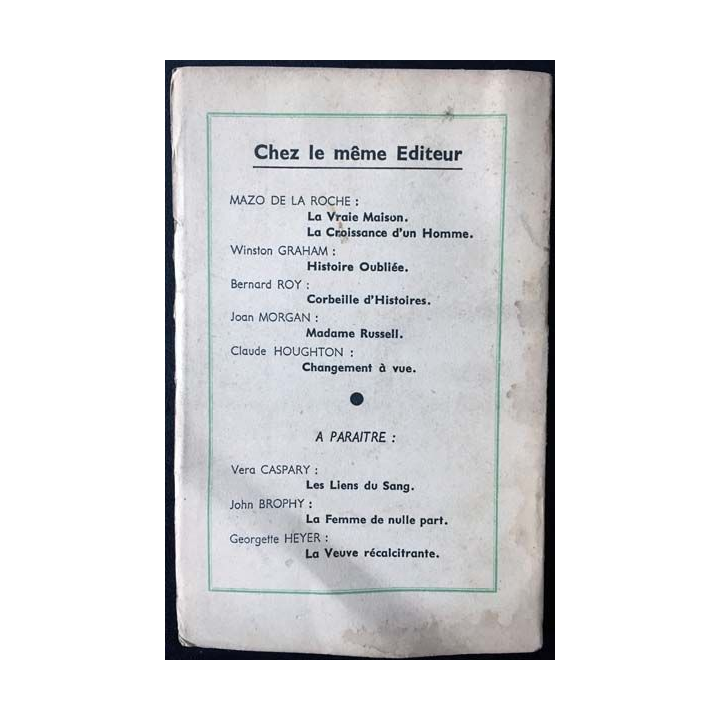 Chez le même Editeur
MAZO DE LA ROCHE :
La Vraie Maison.
La Croissance d'un Homme.
Winston GRAHAM :
Histoire Oubliée.
Bernard ROY :
Corbeille d'Histoires.
Joan MORGAN :
Madame Russell.
Claude HOUGHTON :
Changement à vue.
A PARAITRE :
Vera CASPARY :
Les Liens du Sang.
John BROPHY :
La Femme de nulle part.
Georgette HEYER :
La Veuve récalcitrante.